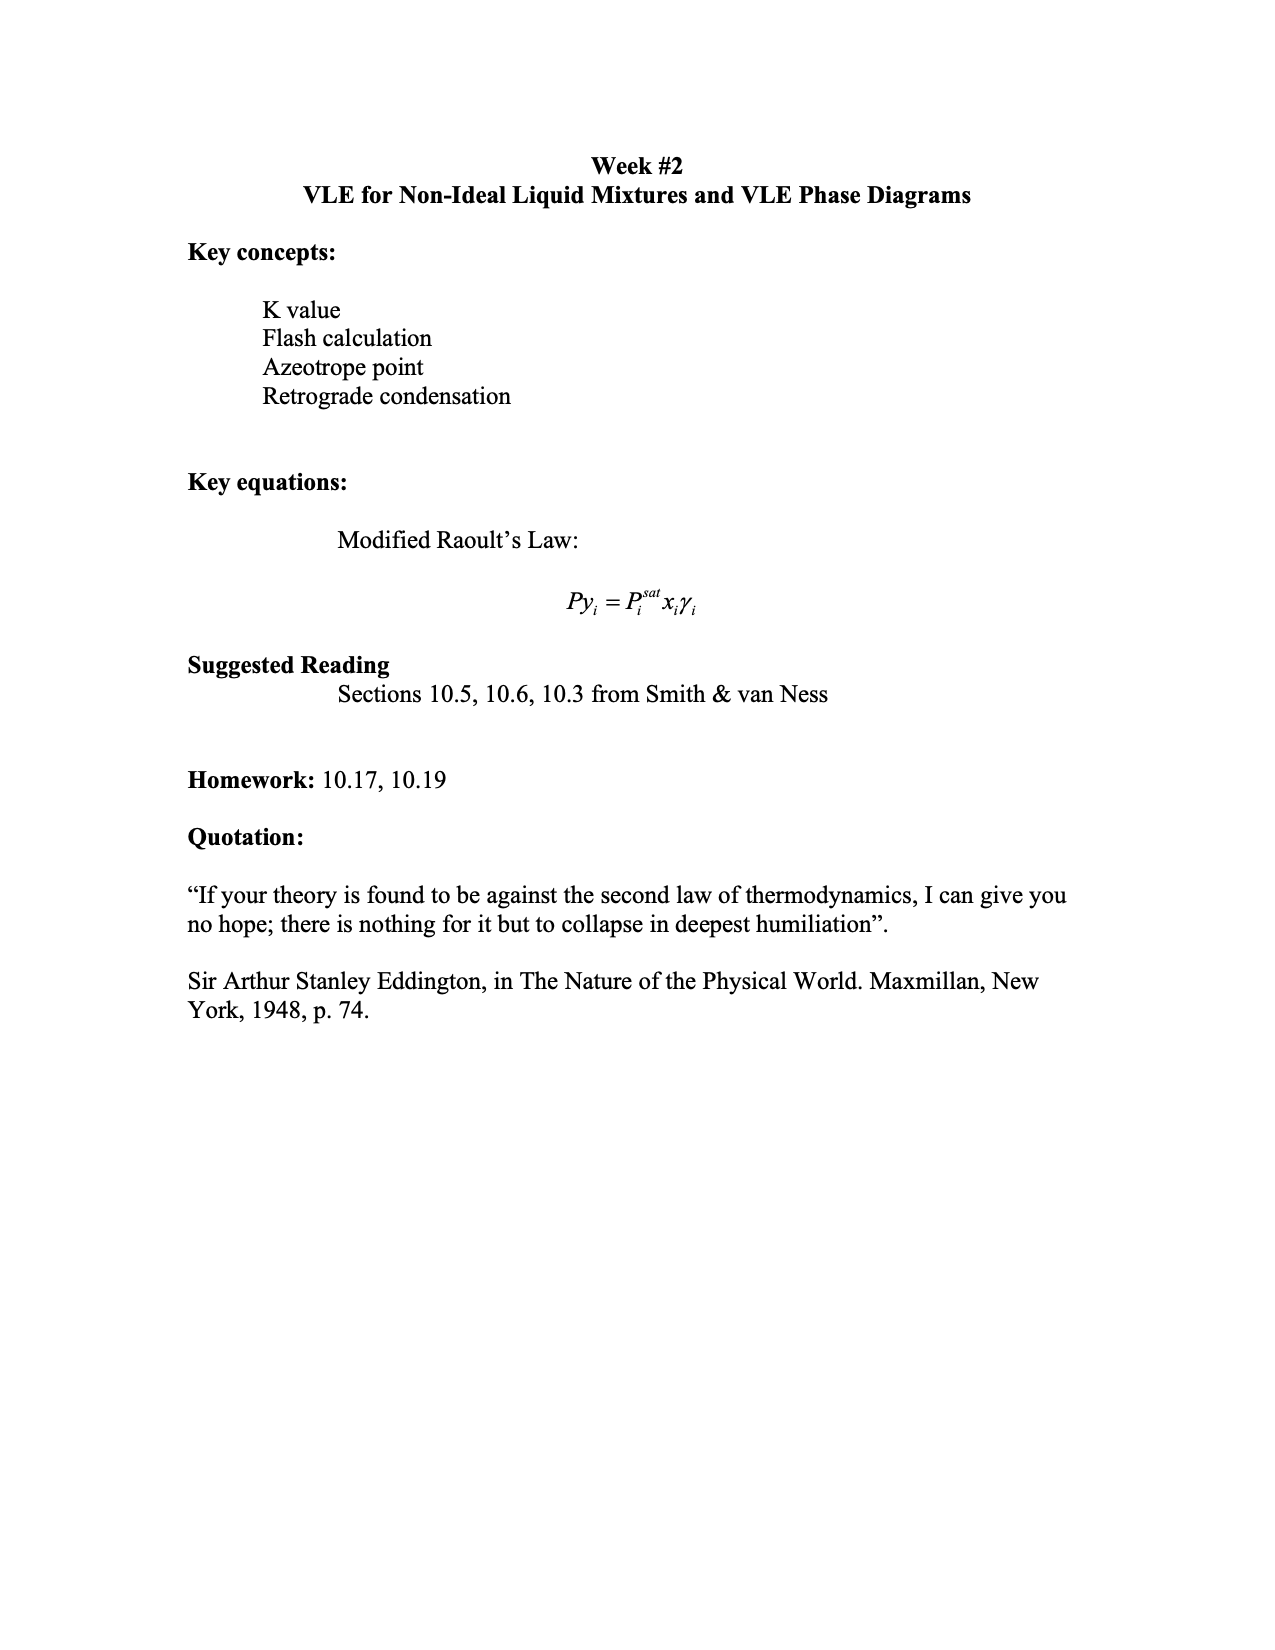 Week #2
VLE for Non-Ideal Liquid Mixtures and VLE Phase Diagrams
Key concepts:
K value
Flash calculation
Azeotrope point
Retrograde condensation
Key equations:
Modified Raoult’s Law:
Py_i = P_i^{sat} x_i γ_i
Suggested Reading
Sections 10.5, 10.6, 10.3 from Smith & van Ness
Homework: 10.17, 10.19
Quotation:
“If your theory is found to be against the second law of thermodynamics, I can give you
no hope; there is nothing for it but to collapse in deepest humiliation”.
Sir Arthur Stanley Eddington, in The Nature of the Physical World. Maxmillan, New
York, 1948, p. 74.